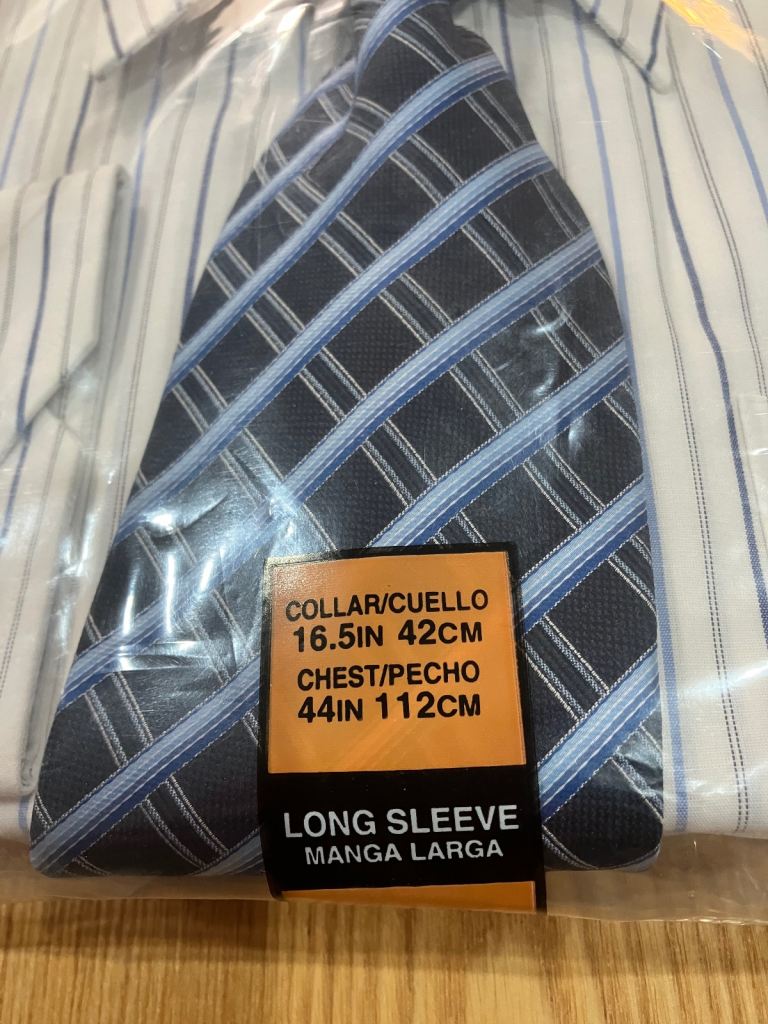 COLLAR/CUELLO
16.5IN 42CM
CHEST/PECHO
44IN 112CM
LONG SLEEVE
MANGA LARGA